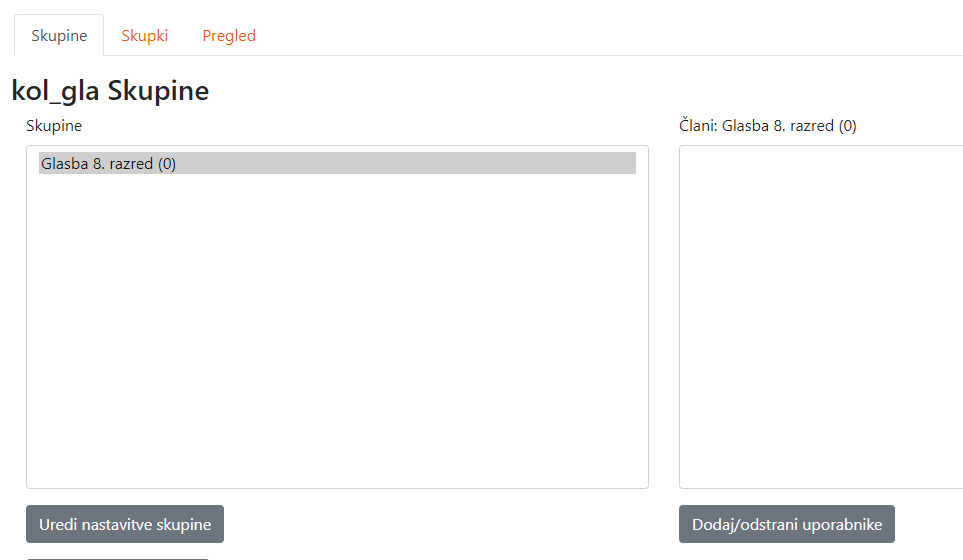 Skupine Skupki Pregled
kol_gla Skupine
Skupine
Glasba 8. razred (0)
Uredi nastavitve skupine
Člani: Glasba 8. razred (0)
Dodaj/odstrani uporabnike